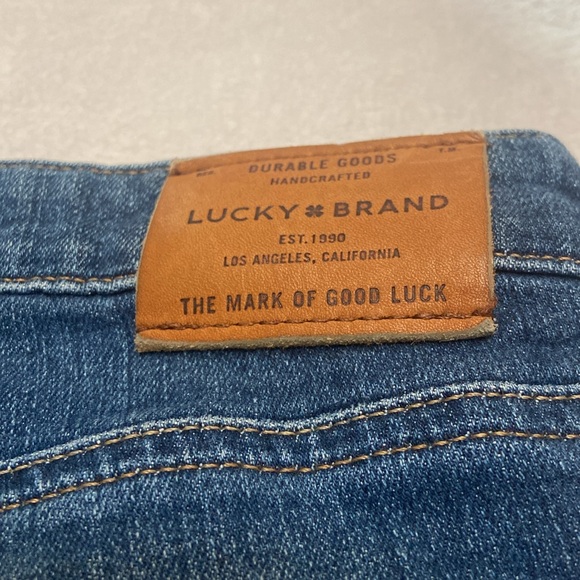 DURABLE GOODS
HANDCRAFTED
LUCKY BRAND
EST. 1990
LOS ANGELES, CALIFORNIA
THE MARK OF GOOD LUCK